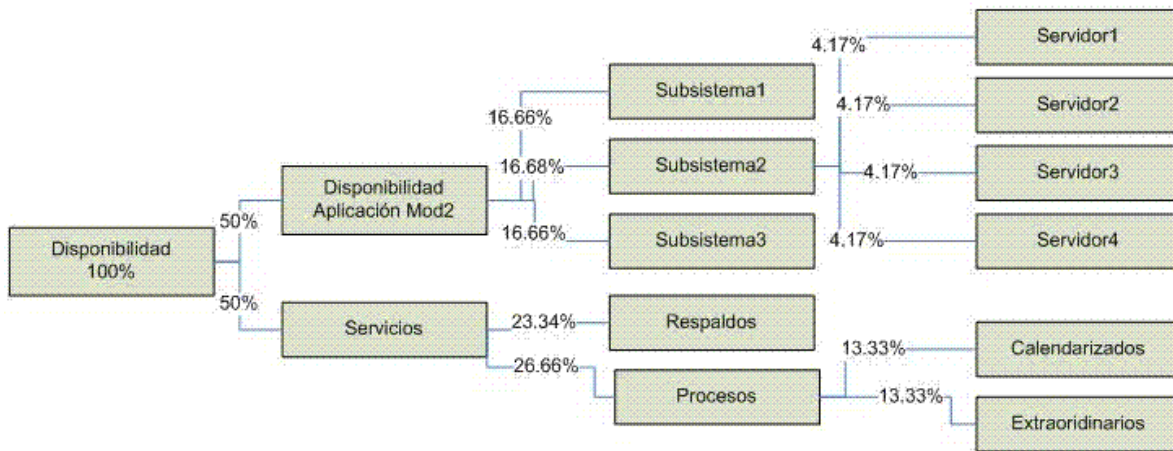 Servidor1
4.17%
Subsistema1
4.17%
Servidor2
16.66%
Disponibilidad
Aplicación Mod2
16.68%
Subsistema2
4.17%
Servidor3
50%
Disponibilidad
100%
16.66%
Subsistema3
4.17%
Servidor4
50%
Servicios
23.34%
Respaldos
13.33%
Calendarizados
26.66%
Procesos
13.33%
Extraoridinarios